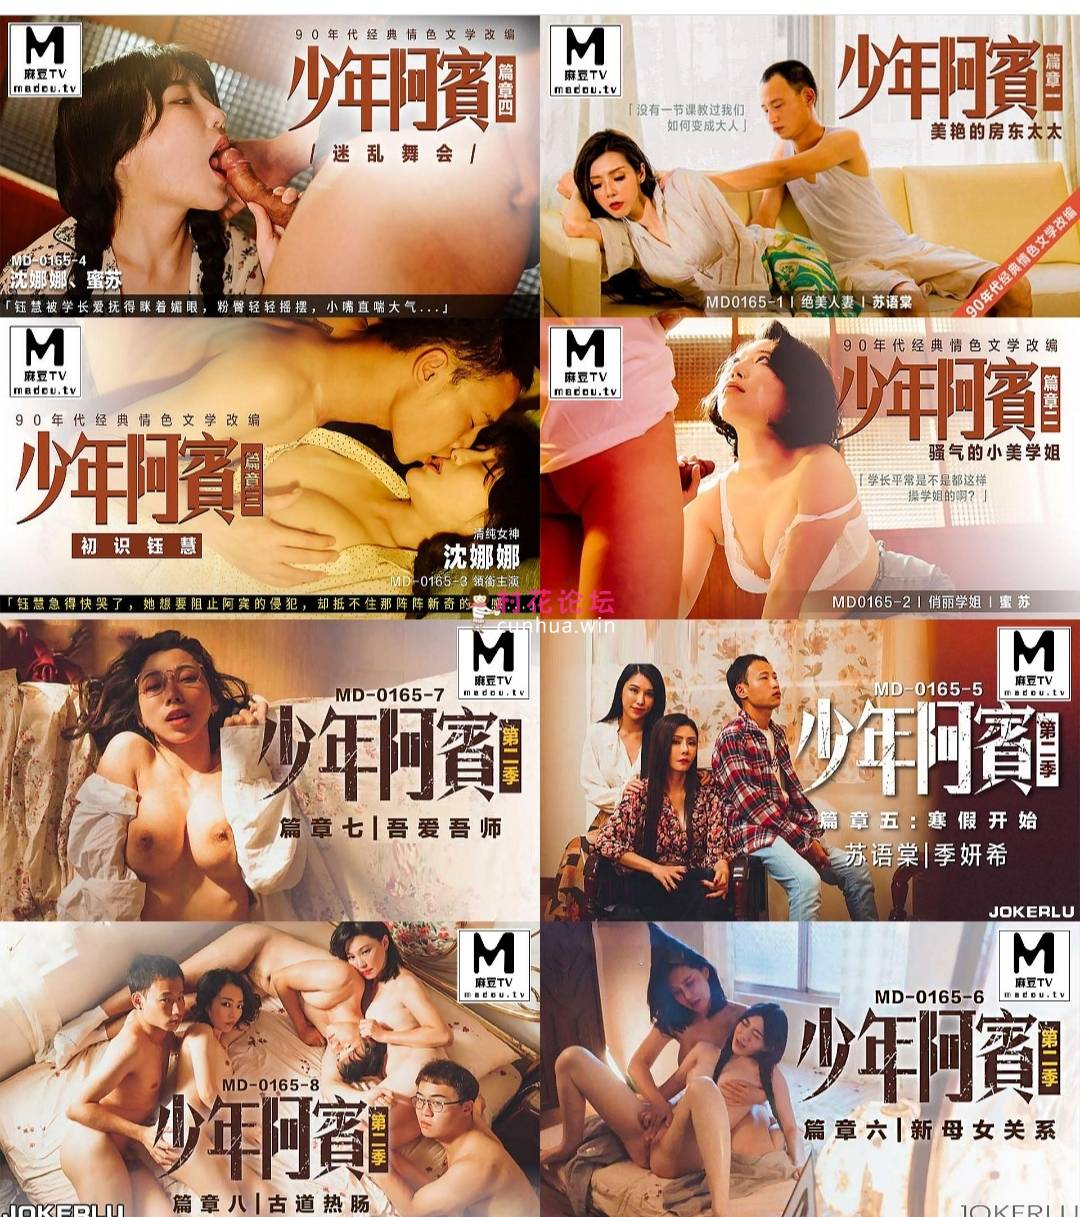 M
麻豆TV
madou.tv
90年代经典情色文学改编
少年阿賓
篇章四
迷乱舞会
MD-0165-4
沈娜娜、蜜苏
「钰慧被学长爱抚得眯着媚眼，粉臀轻轻摇摆，小嘴直喘大气...」
M
麻豆TV
madou.tv
少年阿賓
篇章一
美艳的房东太太
「没有一节课教过我们
如何变成大人」
90年代经典情色文学改编
MD0165-1 | 绝美人妻 | 苏语棠
M
麻豆TV
madou.tv
90年代经典情色文学改编
少年阿賓
篇章三
初识钰慧
清纯女神
沈娜娜
MD-0165-3 領銜主演
「钰慧急得快哭了，她想要阻止阿宾的侵犯，却抵不住那阵阵新奇的
M
麻豆TV
madou.tv
90年代经典情色文学改编
少年阿賓
篇章二
骚气的小美学姐
「学长平常是不是都这样
操学姐的啊？」
MD0165-2 | 俏丽学姐 | 蜜苏
村花论坛
cunhua.win
M
麻豆TV
madou.tv
MD-0165-7
少年阿賓
第二季
篇章七|吾爱吾师
M
麻豆TV
madou.tv
MD-0165-5
少年阿賓
第二季
篇章五:寒假开始
苏语棠|季妍希
JOKERLU
M
麻豆TV
madou.tv
MD-0165-8
少年阿賓
第二季
篇章八|古道热肠
JOKERLU
M
麻豆TV
madou.tv
MD-0165-6
少年阿賓
第二季
篇章六|新母女关系
JOKERLU